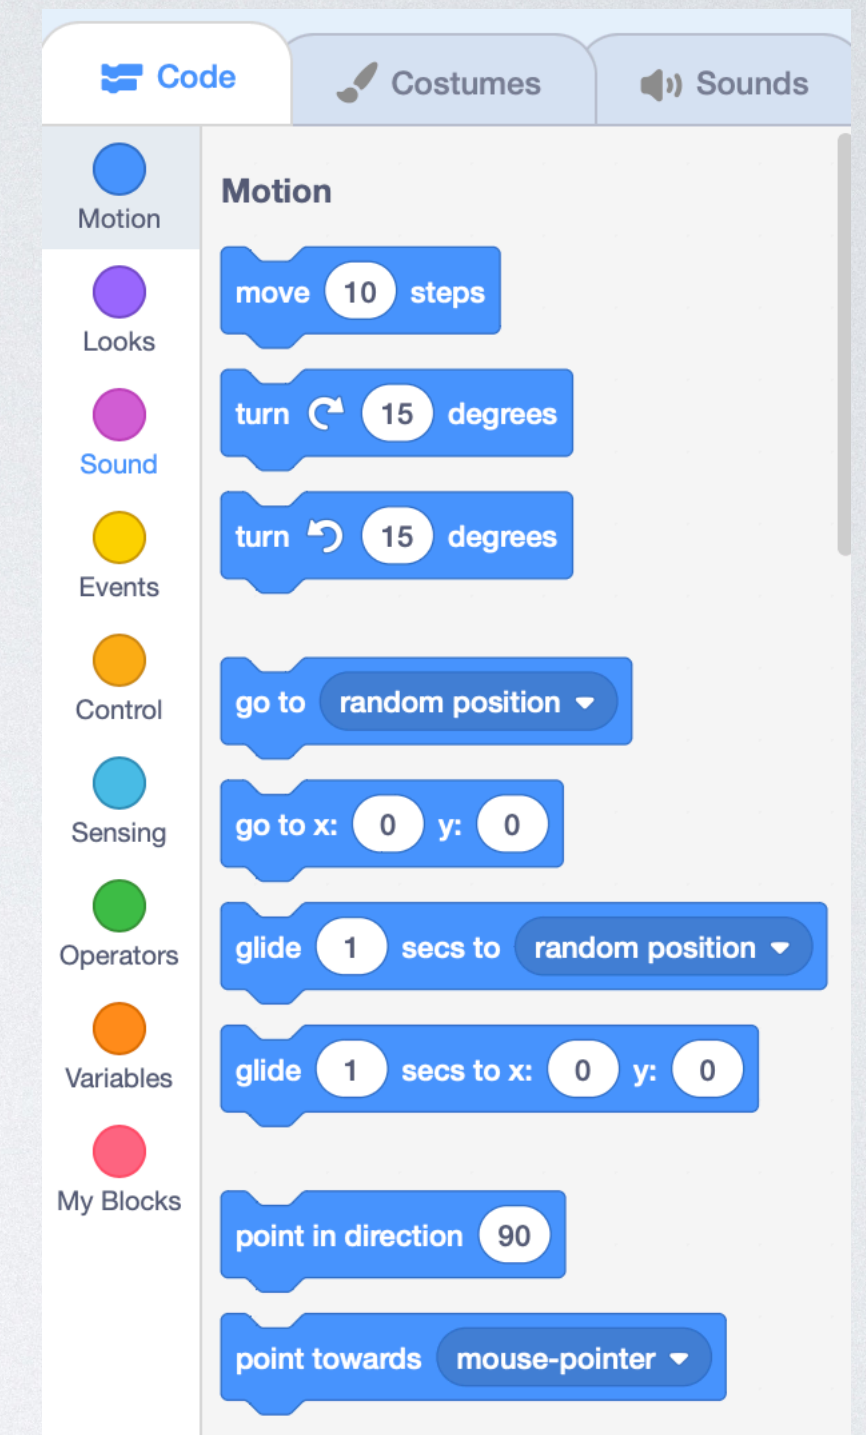 Code
Costumes
Sounds
Motion
Looks
Sound
Events
Control
Sensing
Operators
Variables
My Blocks
Motion
move 10 steps
turn 15 degrees
turn 15 degrees
go to random position
go to x: 0 y: 0
glide 1 secs to random position
glide 1 secs to x: 0 y: 0
point in direction 90
point towards mouse-pointer